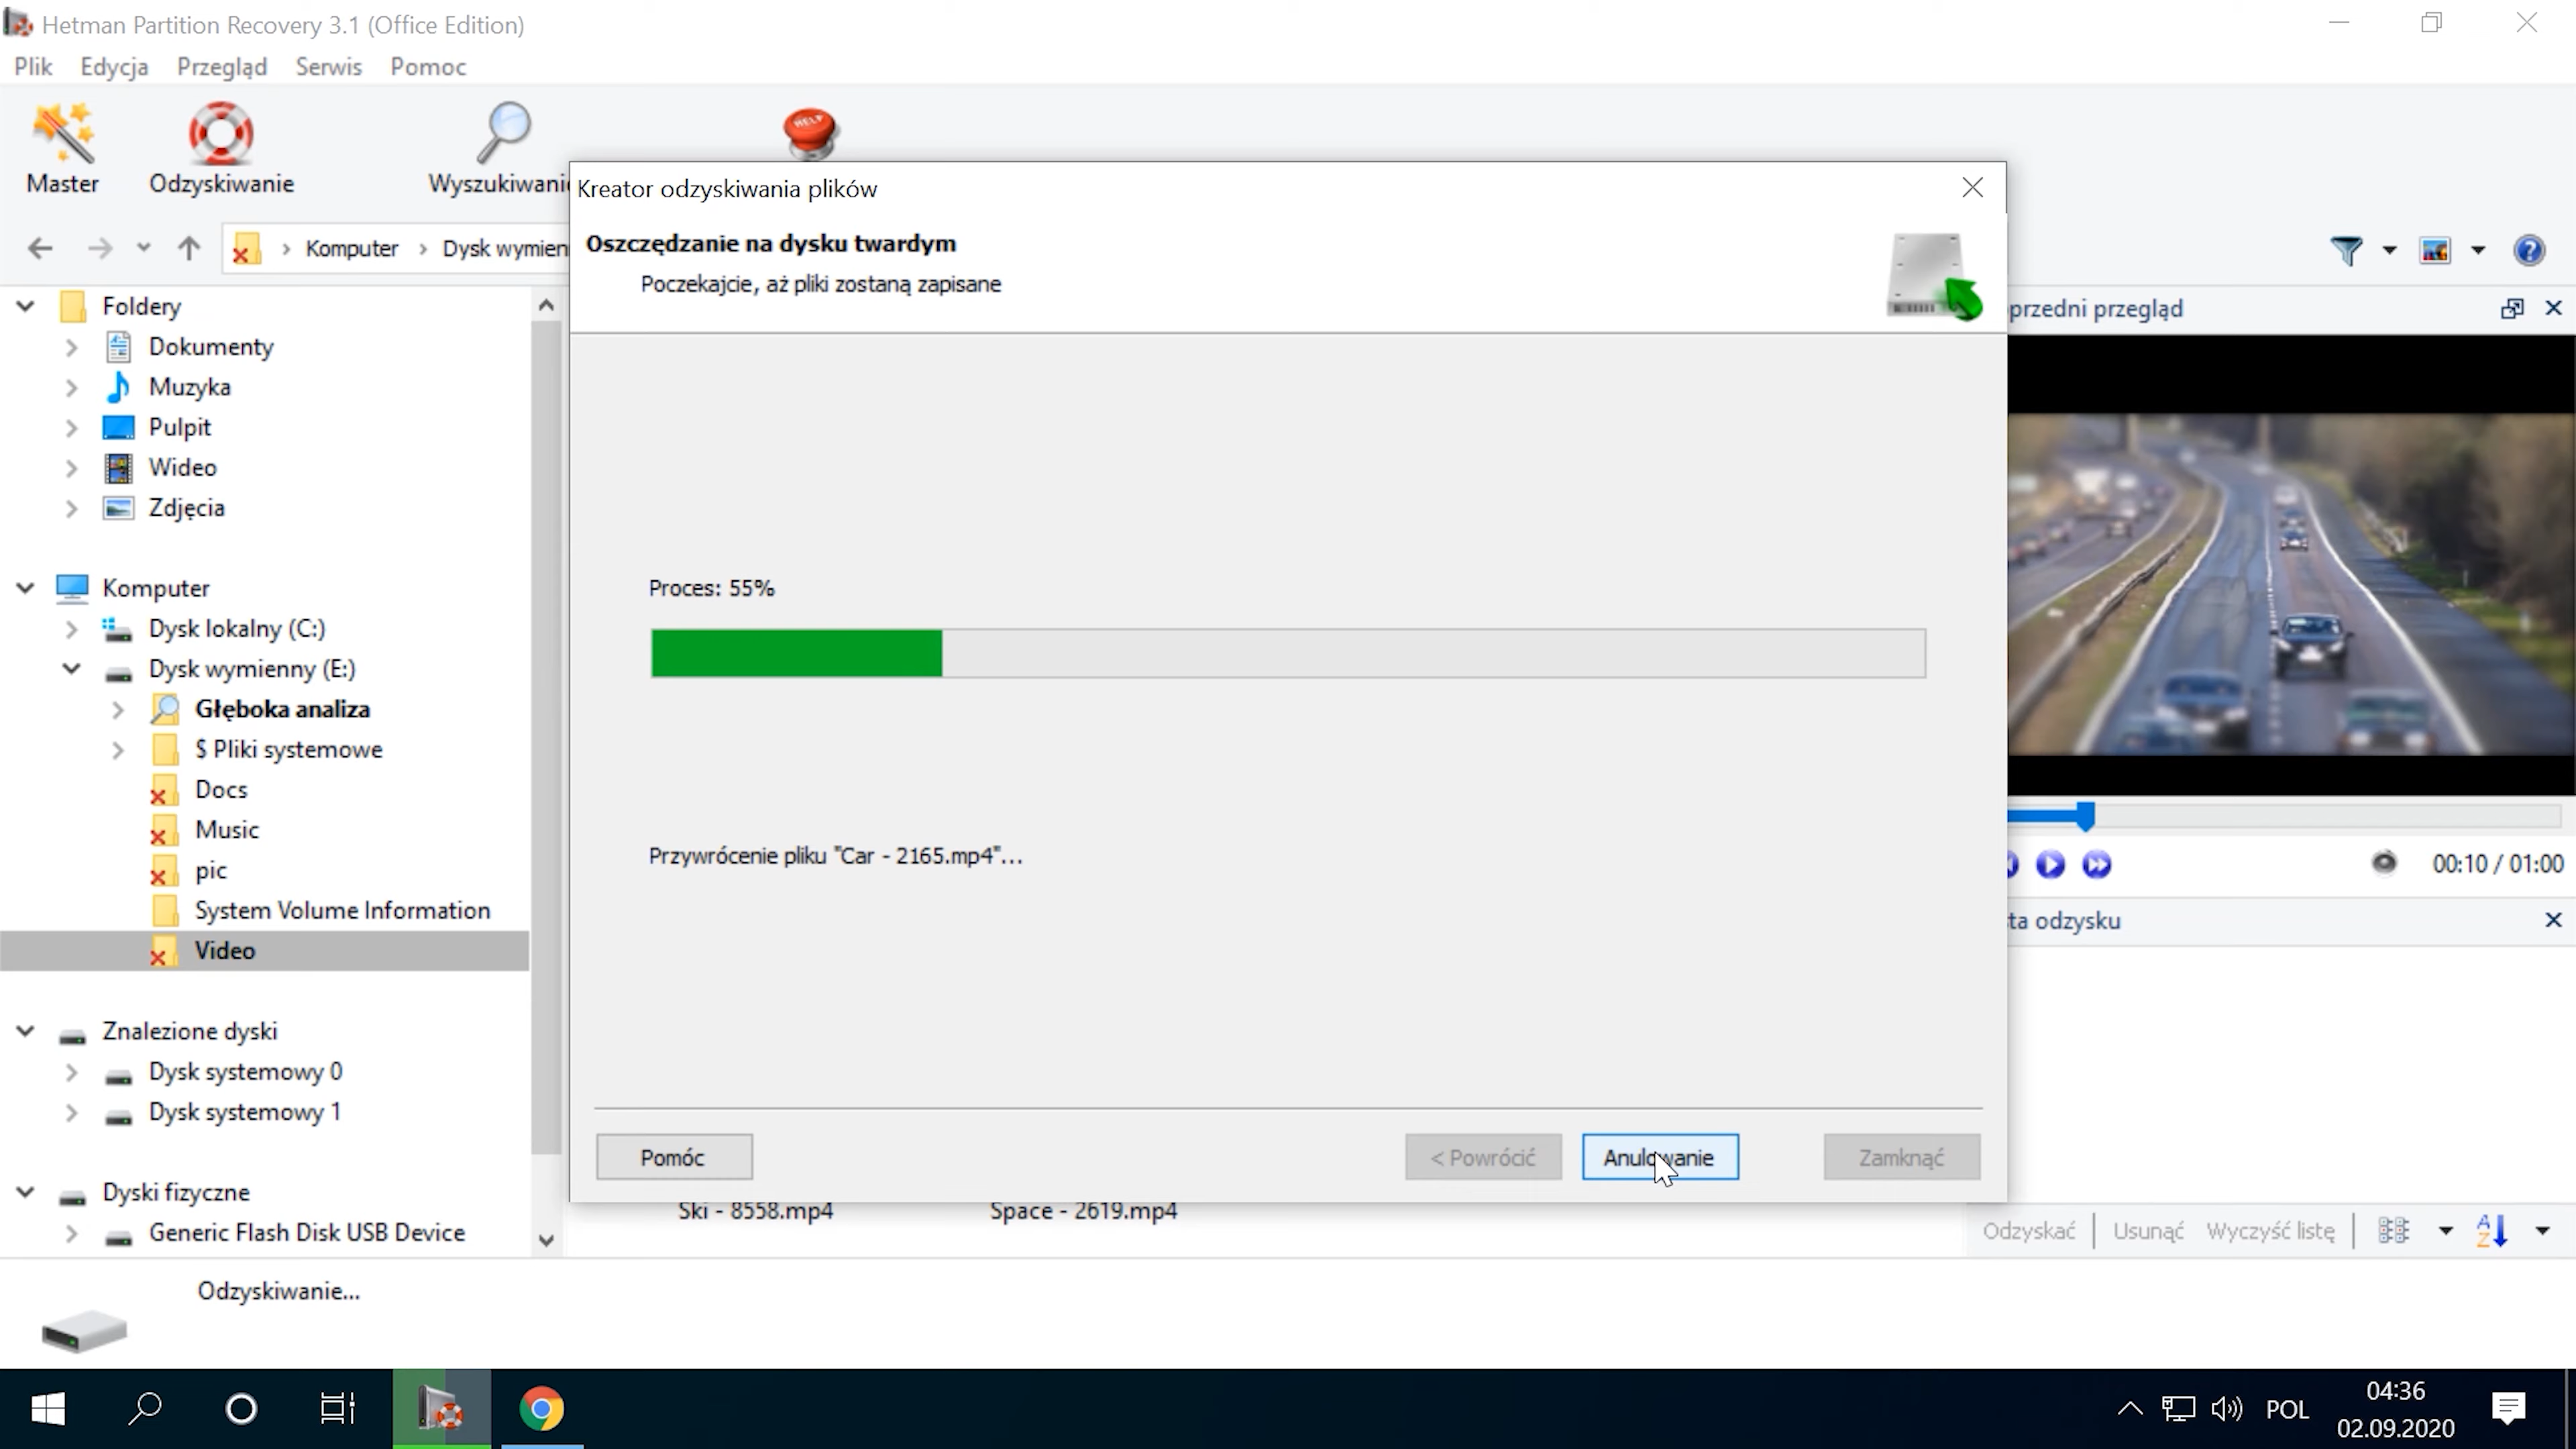 Hetman Partition Recovery 3.1 (Office Edition)
Plik Edycja Przegląd Serwis Pomoc
Master Odzyskiwanie Wyszukiwani
HELP
Komputer Dysk wymien
Foldery
Dokumenty
Muzyka
Pulpit
Wideo
Zdjęcia
Komputer
Dysk lokalny (C:)
Dysk wymienny (E:)
Głęboka analiza
$ Pliki systemowe
Docs
Music
pic
System Volume Information
Video
Znalezione dyski
Dysk systemowy 0
Dysk systemowy 1
Dyski fizyczne
Generic Flash Disk USB Device
Kreator odzyskiwania plików
Oszczędzanie na dysku twardym
Poczekajcie, aż pliki zostaną zapisane
Proces: 55%
Przywrócenie pliku "Car - 2165.mp4"...
Pomóc < Powrócić Anulowanie Zamknąć
Ski - 8558.mp4 Space - 2619.mp4
przedni przegląd
00:10 / 01:00
ta odzysku
Odzyskać Usunąć Wyczyść listę
Odzyskiwanie...
POL
04:36
02.09.2020